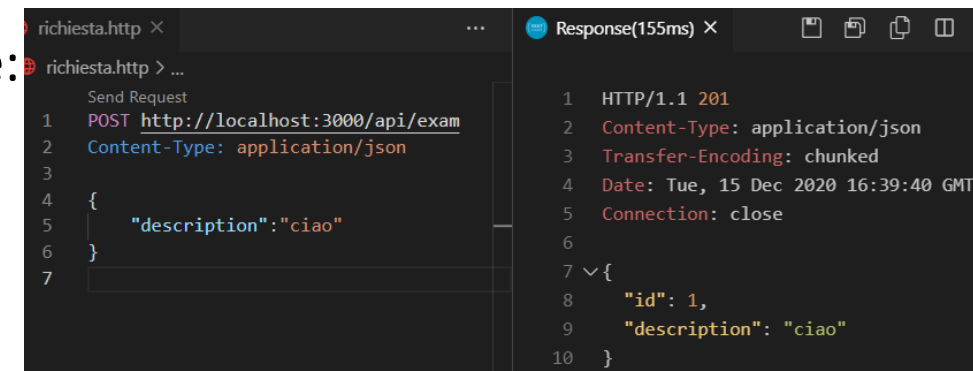 e:
richiesta.http
richiesta.http > ...
Send Request
1 POST http://localhost:3000/api/exam
2 Content-Type: application/json
3
4 {
5 "description":"ciao"
6 }
7
Response(155ms)
1 HTTP/1.1 201
2 Content-Type: application/json
3 Transfer-Encoding: chunked
4 Date: Tue, 15 Dec 2020 16:39:40 GMT
5 Connection: close
6
7 {
8 "id": 1,
9 "description": "ciao"
10 }